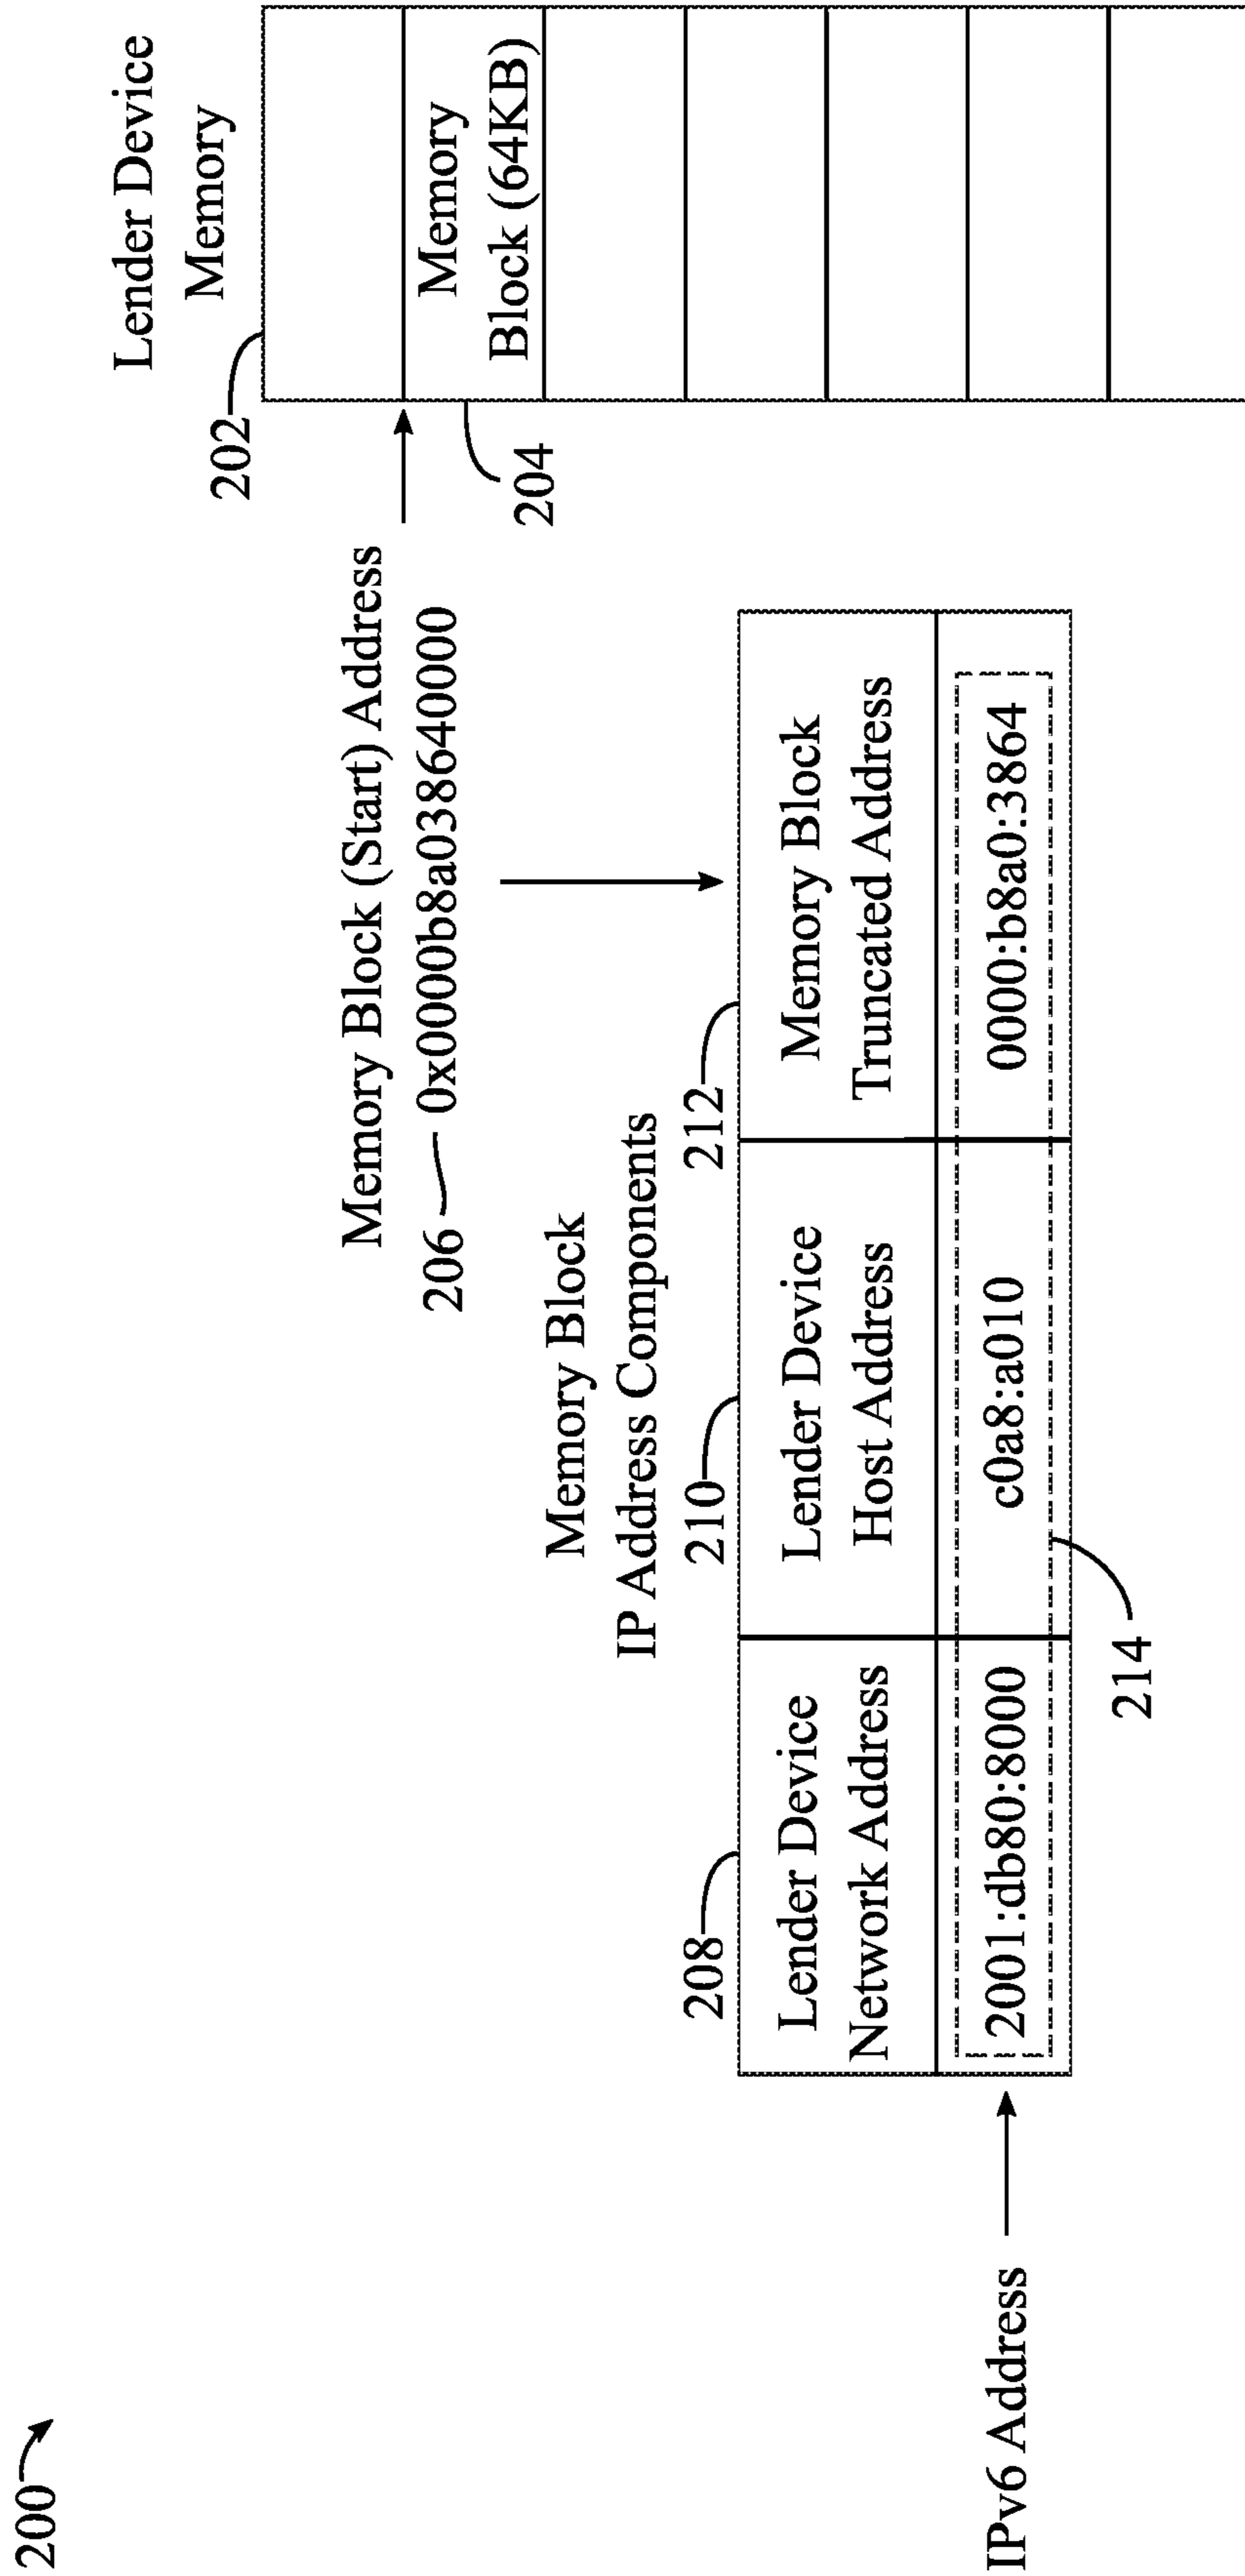 200
Lender Device
Memory
202
Memory
Block (64KB)
204
Memory Block (Start) Address
206
0x0000b8a038640000
Memory Block
IP Address Components
208
210
212
Lender Device
Network Address
Lender Device
Host Address
Memory Block
Truncated Address
IPv6 Address
2001:db80:8000
c0a8:a010
0000:b8a0:3864
214